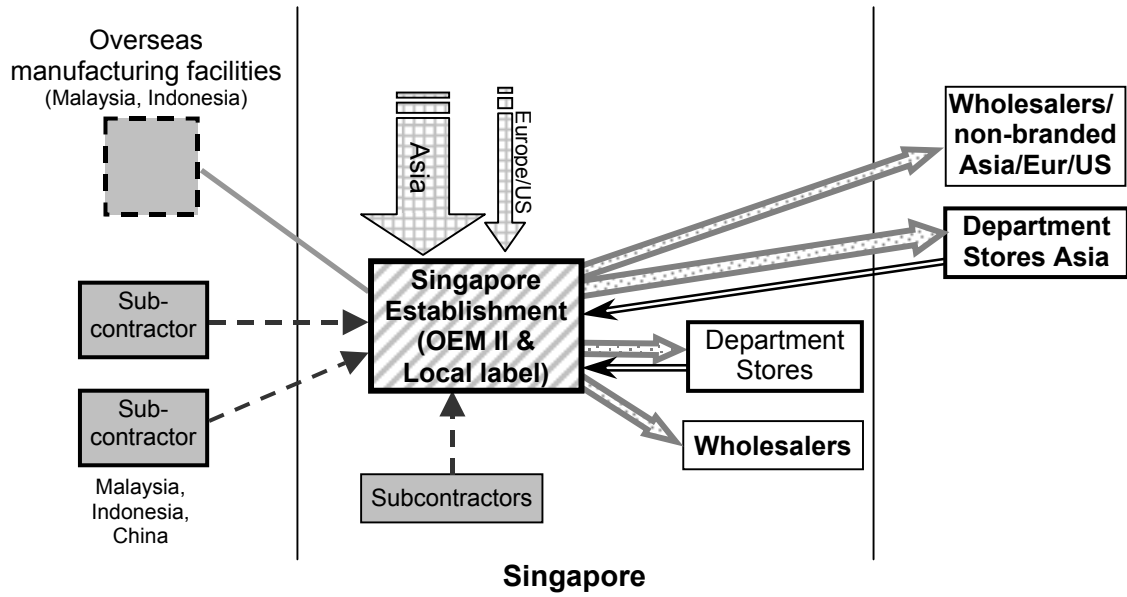 Overseas
manufacturing facilities
(Malaysia, Indonesia)
Sub-
contractor
Sub-
contractor
Malaysia,
Indonesia,
China
Asia
Europe/US
Singapore
Establishment
(OEM II &
Local label)
Subcontractors
Wholesalers/
non-branded
Asia/Eur/US
Department
Stores Asia
Department
Stores
Wholesalers
Singapore